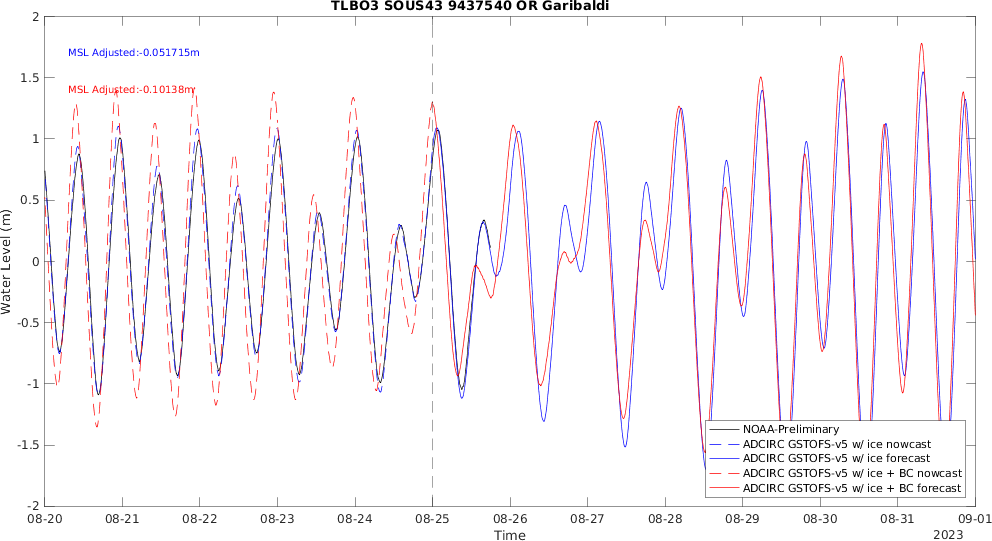 TLBO3 SOUS43 9437540 OR Garibaldi
MSL Adjusted:-0.051715m
MSL Adjusted:-0.10138m
Water Level (m)
2
1.5
1
0.5
0
-0.5
-1
-1.5
-2
NOAA-Preliminary
ADCIRC GSTOFS-v5 w/ ice nowcast
ADCIRC GSTOFS-v5 w/ ice forecast
ADCIRC GSTOFS-v5 w/ ice + BC nowcast
ADCIRC GSTOFS-v5 w/ ice + BC forecast
08-20 08-21 08-22 08-23 08-24 08-25 08-26 08-27 08-28 08-29 08-30 08-31 09-01
Time
2023